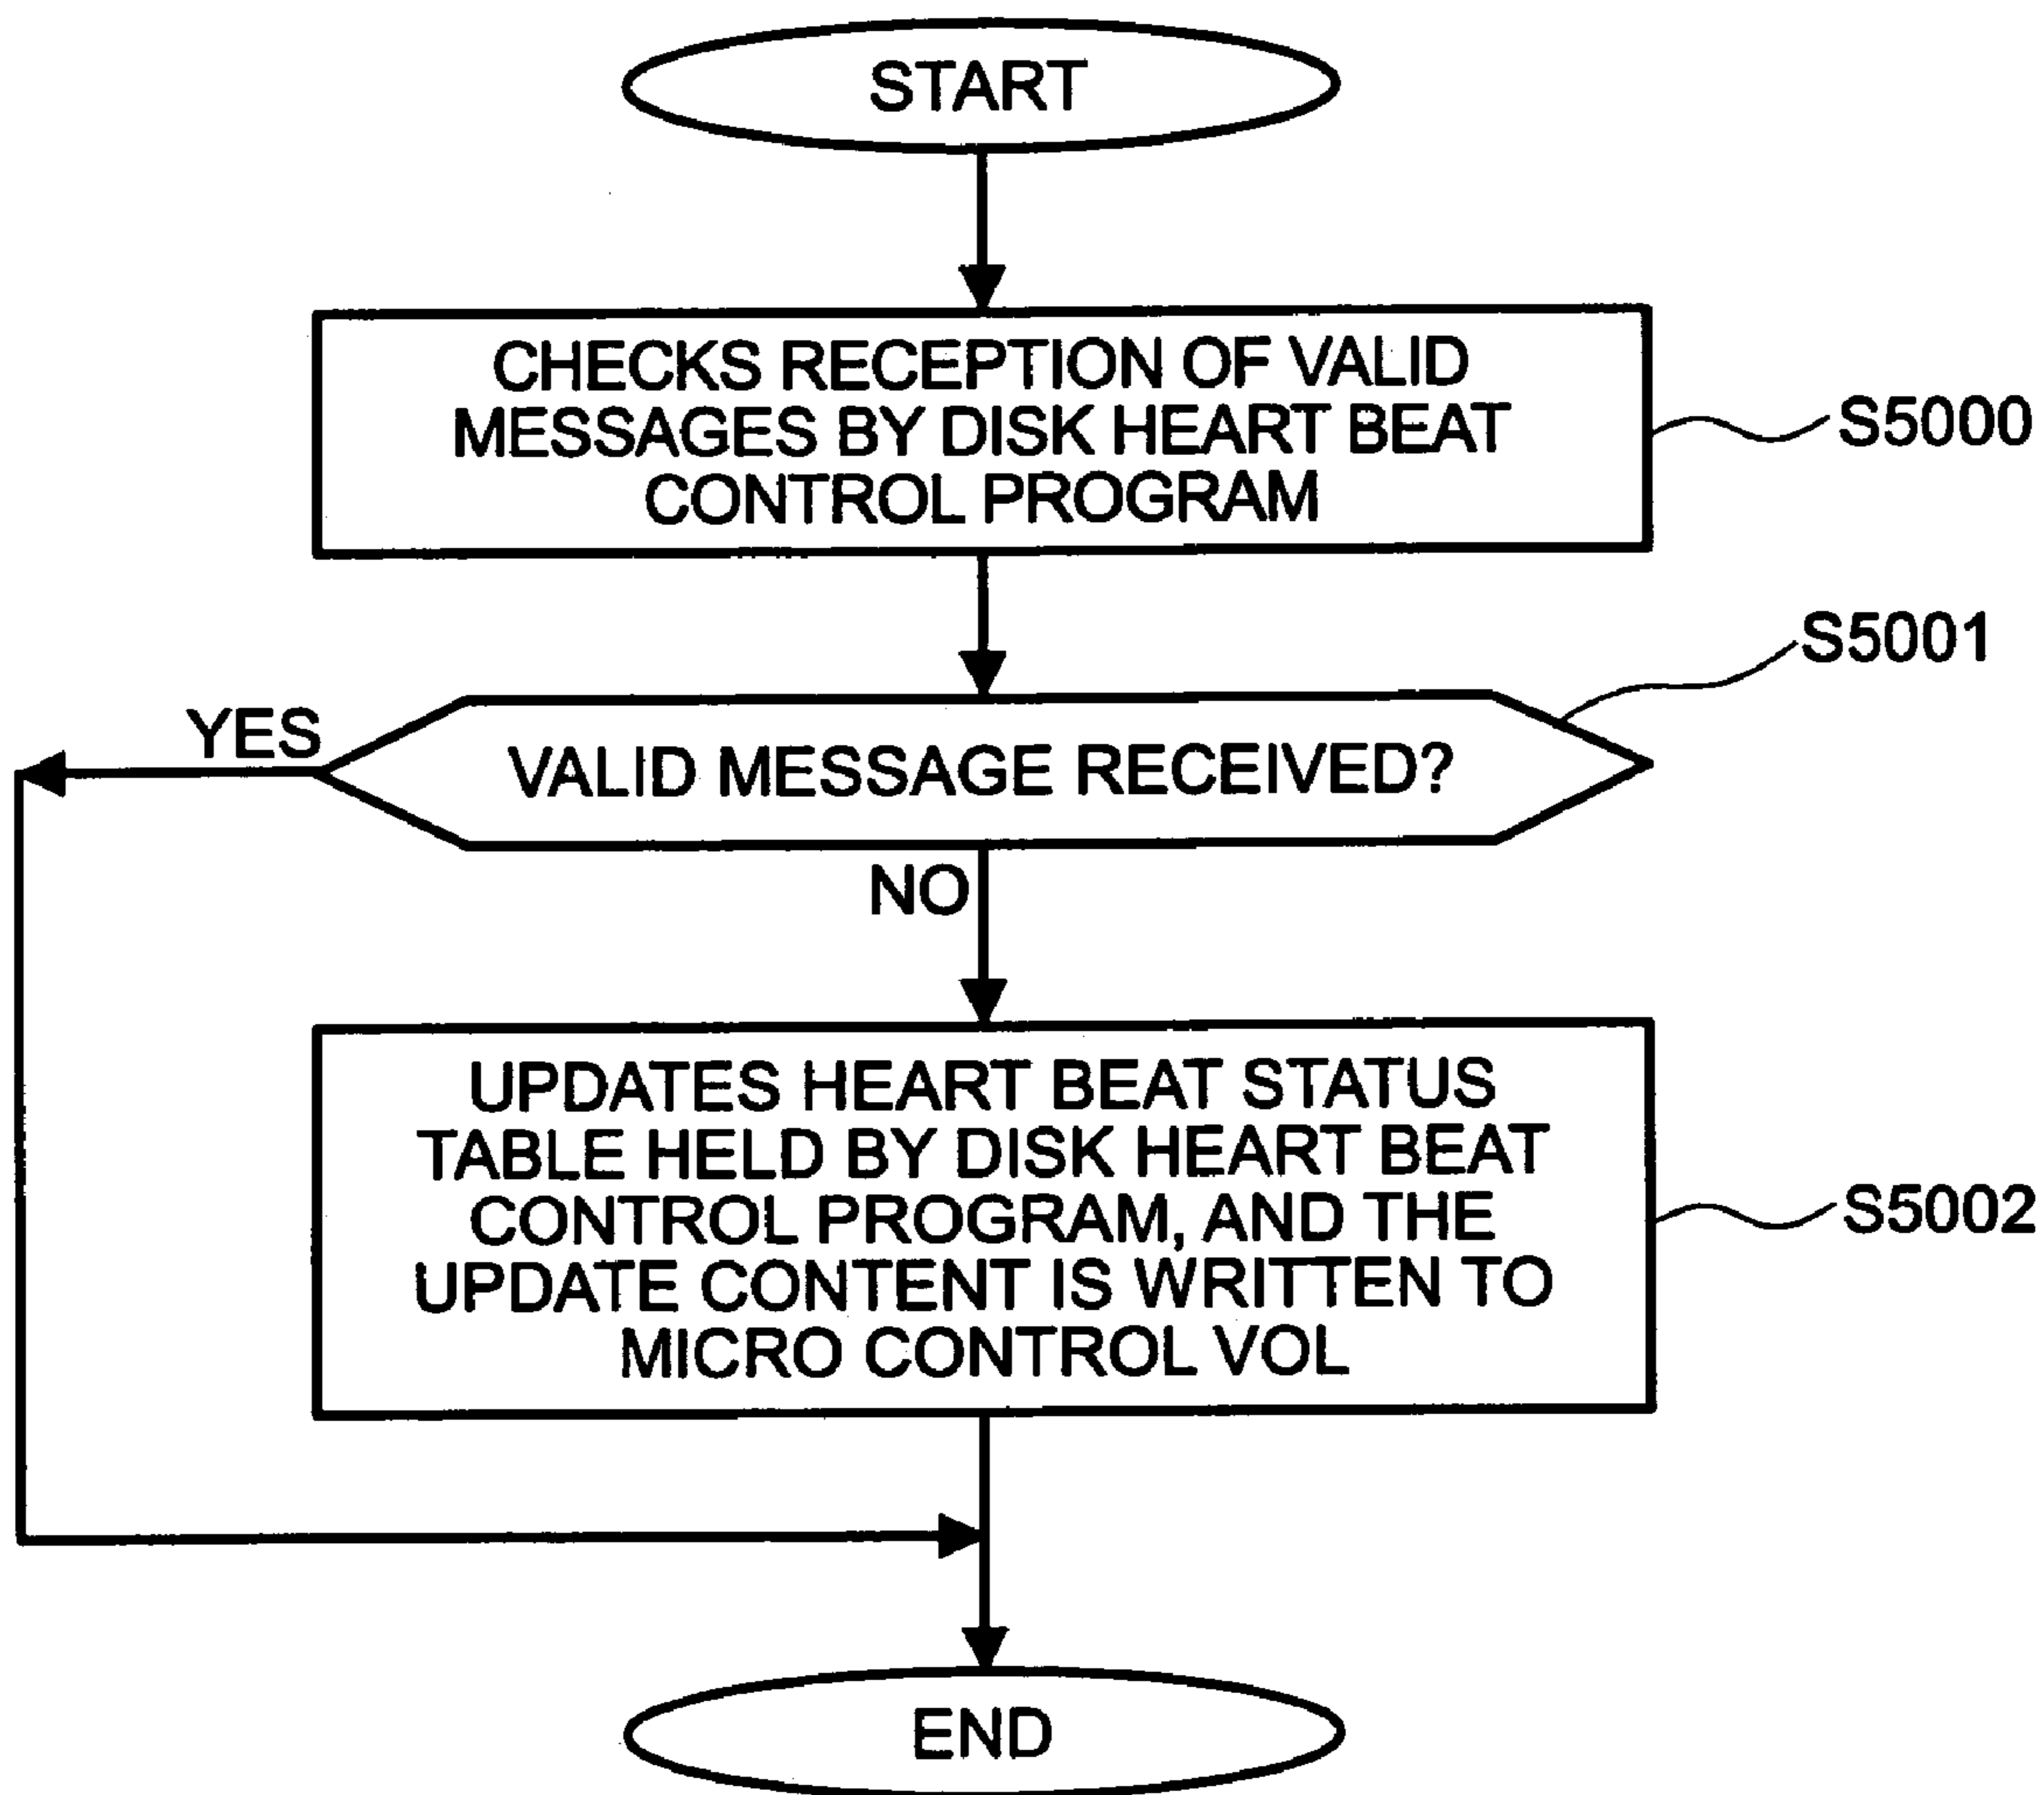 START
CHECKS RECEPTION OF VALID
MESSAGES BY DISK HEART BEAT
CONTROL PROGRAM
S5000
S5001
YES
VALID MESSAGE RECEIVED?
NO
UPDATES HEART BEAT STATUS
TABLE HELD BY DISK HEART BEAT
CONTROL PROGRAM, AND THE
UPDATE CONTENT IS WRITTEN TO
MICRO CONTROL VOL
S5002
END